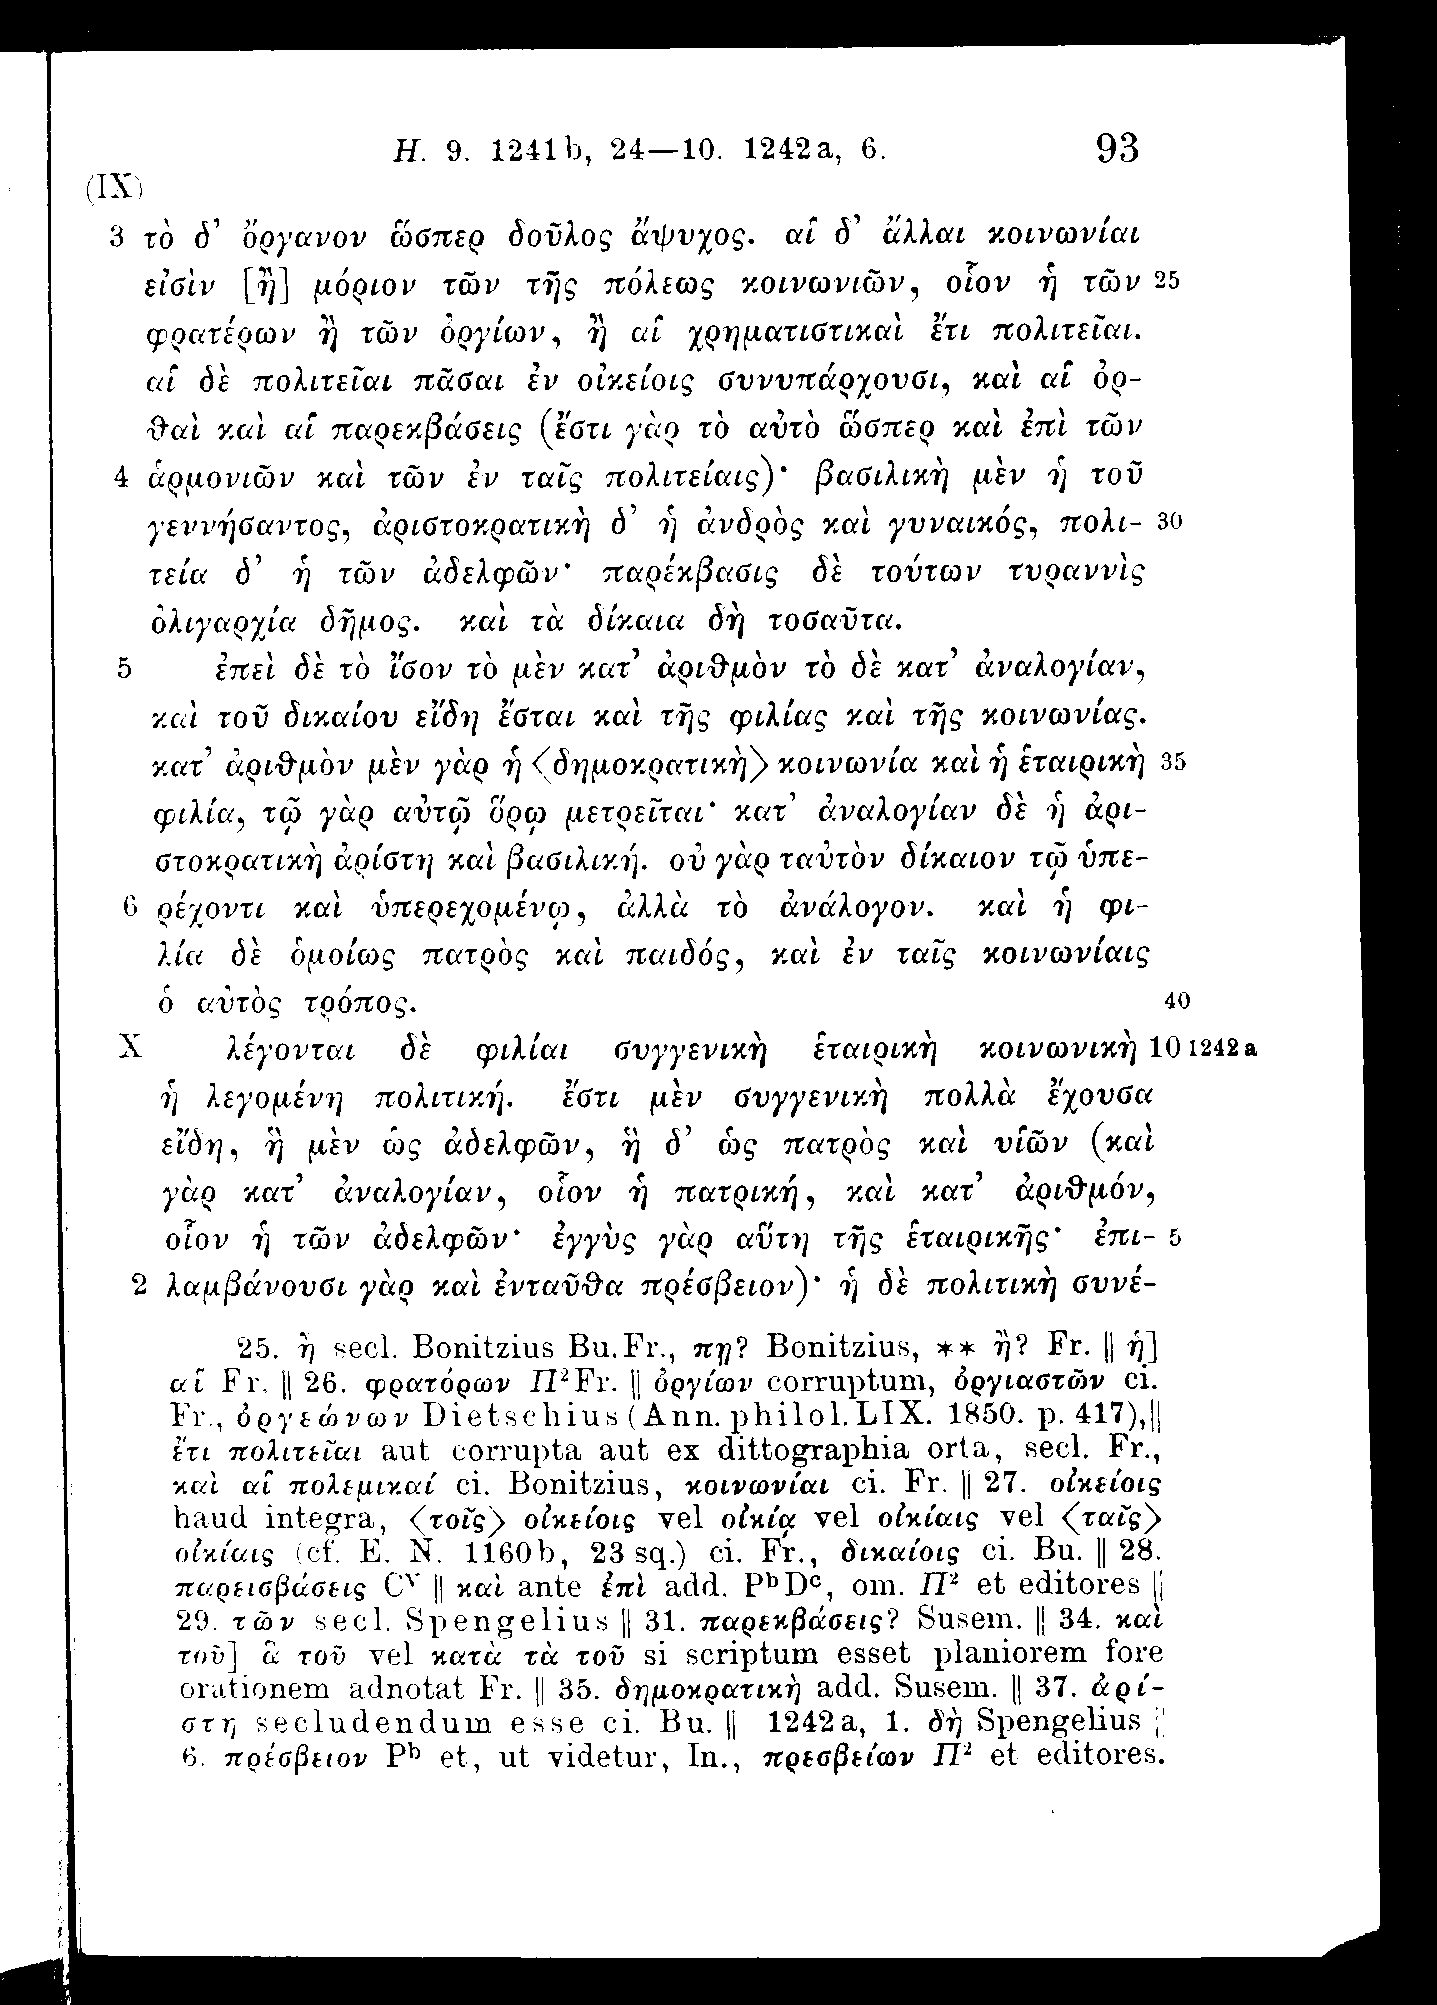 H. 9. 1241b, 24—10. 1242a, 6. 93
(IX)
3 τὸ δ' ὄργανον ὥσπερ δοῦλος ἄψυχος. αἱ δ' ἄλλαι κοινωνίαι
εἰσὶν [ἢ] μόριον τῶν τῆς πόλεως κοινωνιῶν, οἷον ἡ τῶν 25
φρατέρων ἢ τῶν ὀργίων, ἢ αἱ χρηματιστικαὶ ἔτι πολιτεῖαι.
αἱ δὲ πολιτεῖαι πᾶσαι ἐν οἰκείοις συνυπάρχουσι, καὶ αἱ ὀρ-
θαὶ καὶ αἱ παρεκβάσεις (ἔστι γὰρ τὸ αὐτὸ ὥσπερ καὶ ἐπὶ τῶν
4 ἁρμονιῶν καὶ τῶν ἐν ταῖς πολιτείαις)· βασιλικὴ μὲν ἡ τοῦ
γεννήσαντος, ἀριστοκρατικὴ δ' ἡ ἀνδρὸς καὶ γυναικός, πολι- 30
τεία δ' ἡ τῶν ἀδελφῶν· παρέκβασις δὲ τούτων τυραννὶς
ὀλιγαρχία δῆμος. καὶ τὰ δίκαια δὴ τοσαῦτα.
5 ἐπεὶ δὲ τὸ ἴσον τὸ μὲν κατ' ἀριθμὸν τὸ δὲ κατ' ἀναλογίαν,
καὶ τοῦ δικαίου εἴδη ἔσται καὶ τῆς φιλίας καὶ τῆς κοινωνίας.
κατ' ἀριθμὸν μὲν γὰρ ἡ ⟨δημοκρατικὴ⟩ κοινωνία καὶ ἡ ἑταιρικὴ 35
φιλία, τῷ γὰρ αὐτῷ ὅρῳ μετρεῖται· κατ' ἀναλογίαν δὲ ἡ ἀρι-
στοκρατικὴ ἀρίστη καὶ βασιλική. οὐ γὰρ ταὐτὸν δίκαιον τῷ ὑπε-
6 ρέχοντι καὶ ὑπερεχομένῳ, ἀλλὰ τὸ ἀνάλογον. καὶ ἡ φι-
λία δὲ ὁμοίως πατρὸς καὶ παιδός, καὶ ἐν ταῖς κοινωνίαις
ὁ αὐτὸς τρόπος. 40
X λέγονται δὲ φιλίαι συγγενικὴ ἑταιρικὴ κοινωνικὴ 10 1242a
ἡ λεγομένη πολιτική. ἔστι μὲν συγγενικὴ πολλὰ ἔχουσα
εἴδη, ἣ μὲν ὡς ἀδελφῶν, ἣ δ' ὡς πατρὸς καὶ υἱῶν (καὶ
γὰρ κατ' ἀναλογίαν, οἷον ἡ πατρική, καὶ κατ' ἀριθμόν,
οἷον ἡ τῶν ἀδελφῶν· ἐγγὺς γὰρ αὕτη τῆς ἑταιρικῆς· ἐπι- 5
2 λαμβάνουσι γὰρ καὶ ἐνταῦθα πρέσβειον)· ἡ δὲ πολιτικὴ συνέ-
25. ἢ secl. Bonitzius Bu. Fr., πῃ? Bonitzius, ** ἢ? Fr. || ἡ]
αἱ Fr. || 26. φρατόρων Π² Fr. || ὀργίων corruptum, ὀργιαστῶν ci.
Fr., ὀργεώνων Dietschius (Ann. philol. LIX. 1850. p. 417), ||
ἔτι πολιτεῖαι aut corrupta aut ex dittographia orta, secl. Fr.,
καὶ αἱ πολεμικαί ci. Bonitzius, κοινωνίαι ci. Fr. || 27. οἰκείοις
haud integra, ⟨τοῖς⟩ οἰκείοις vel οἰκίᾳ vel οἰκίαις vel ⟨ταῖς⟩
οἰκίαις (cf. E. N. 1160b, 23 sq.) ci. Fr., δικαίοις ci. Bu. || 28.
παρεισβάσεις Cᵛ || καὶ ante ἐπὶ add. Pᵇ Dᶜ, om. Π² et editores ||
29. τῶν secl. Spengelius || 31. παρεκβάσεις? Susem. || 34. καὶ
τοῦ] ἃ τοῦ vel κατὰ τὰ τοῦ si scriptum esset planiorem fore
orationem adnotat Fr. || 35. δημοκρατικὴ add. Susem. || 37. ἀρί-
στη secludendum esse ci. Bu. || 1242a, 1. δὴ Spengelius ||
6. πρέσβειον Pᵇ et, ut videtur, In., πρεσβείων Π² et editores.